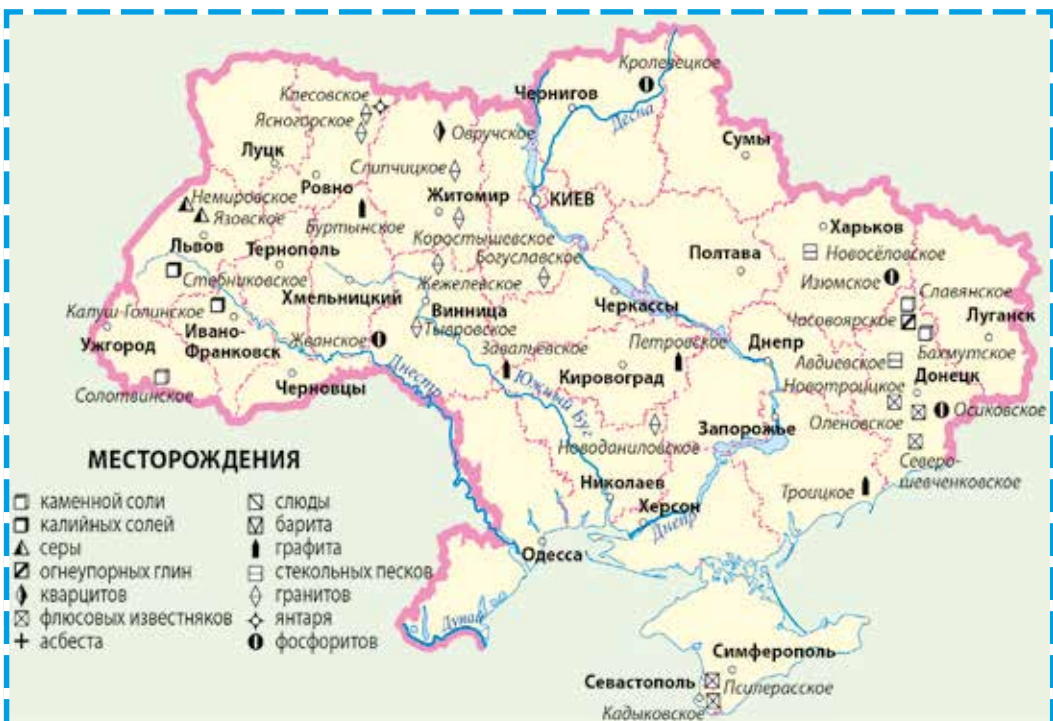 Кролевецкое
Клесовское
Чернигов
Ясногорское
Десна
Овручское
Сумы
Луцк
Слипчицкое
Ровно
Немировское
Житомир
КИЕВ
Язовское
Буртынское
Харьков
Львов
Коростышевское
Тернополь
Полтава
Новосёловское
Богуславское
Стебниковское
Жежелевское
Изюмское
Славянское
Хмельницкий
Черкассы
Калуш-Голинское
Винница
Часовоярское
Луганск
Ивано-
Франковск
Тывровское
Ужгород
Жванское
Завальевское
Петровское
Днепр
Бахмутское
Авдиевское
Кировоград
Новотроицкое
Донецк
Черновцы
Днестр
Южный Буг
Солотвинское
Осиковское
Оленовское
Запорожье
Новоданиловское
Северо-
шевченковское
МЕСТОРОЖДЕНИЯ
Николаев
Троицкое
каменной соли
калийных солей
серы
огнеупорных глин
кварцитов
флюсовых известняков
асбеста
слюды
барита
графита
стекольных песков
гранитов
янтаря
фосфоритов
Херсон
Днепр
Одесса
Дунай
Симферополь
Севастополь
Псилерасское
Кадыковское